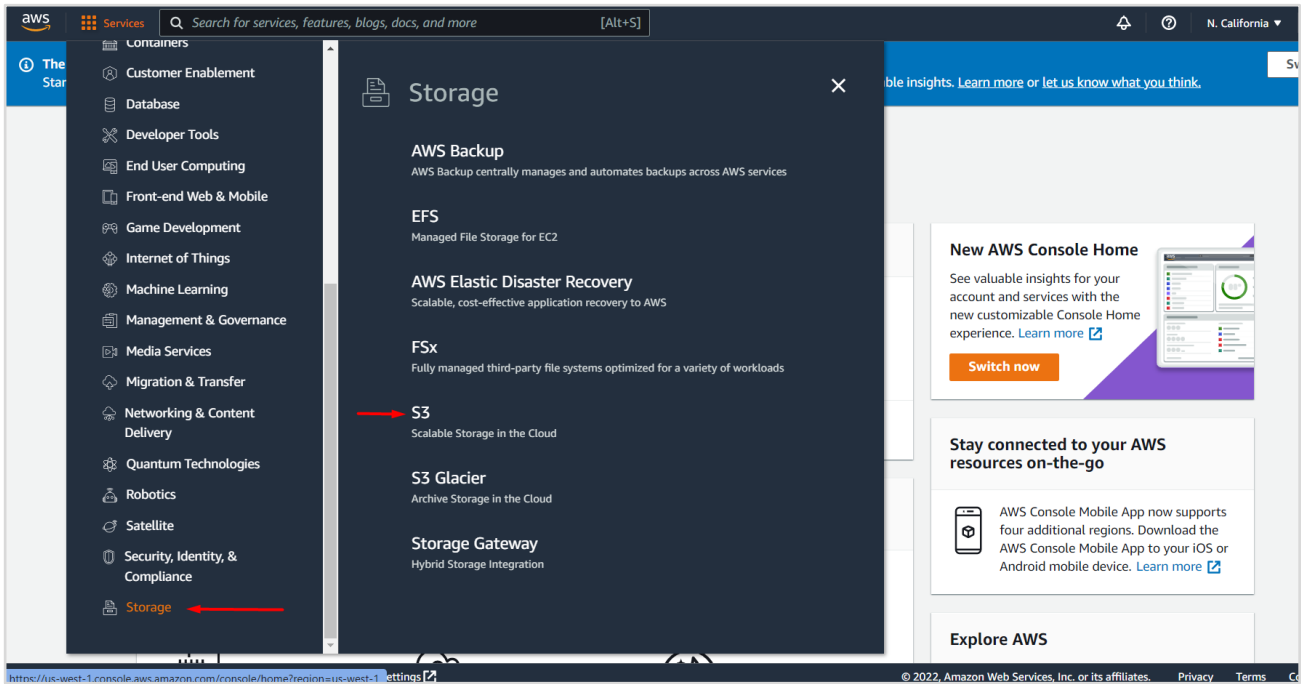 aws
Services
Search for services, features, blogs, docs, and more
[Alt+S]
N. California
The
Star
ble insights. Learn more or let us know what you think.
Containers
Customer Enablement
Database
Developer Tools
End User Computing
Front-end Web & Mobile
Game Development
Internet of Things
Machine Learning
Management & Governance
Media Services
Migration & Transfer
Networking & Content
Delivery
Quantum Technologies
Robotics
Satellite
Security, Identity, &
Compliance
Storage
Storage
AWS Backup
AWS Backup centrally manages and automates backups across AWS services
EFS
Managed File Storage for EC2
AWS Elastic Disaster Recovery
Scalable, cost-effective application recovery to AWS
FSx
Fully managed third-party file systems optimized for a variety of workloads
S3
Scalable Storage in the Cloud
S3 Glacier
Archive Storage in the Cloud
Storage Gateway
Hybrid Storage Integration
New AWS Console Home
See valuable insights for your
account and services with the
new customizable Console Home
experience. Learn more
Switch now
Stay connected to your AWS
resources on-the-go
AWS Console Mobile App now supports
four additional regions. Download the
AWS Console Mobile App to your iOS or
Android mobile device. Learn more
Explore AWS
https://us-west-1.console.aws.amazon.com/console/home?region=us-west-1
ettings
© 2022, Amazon Web Services, Inc. or its affiliates.
Privacy
Terms